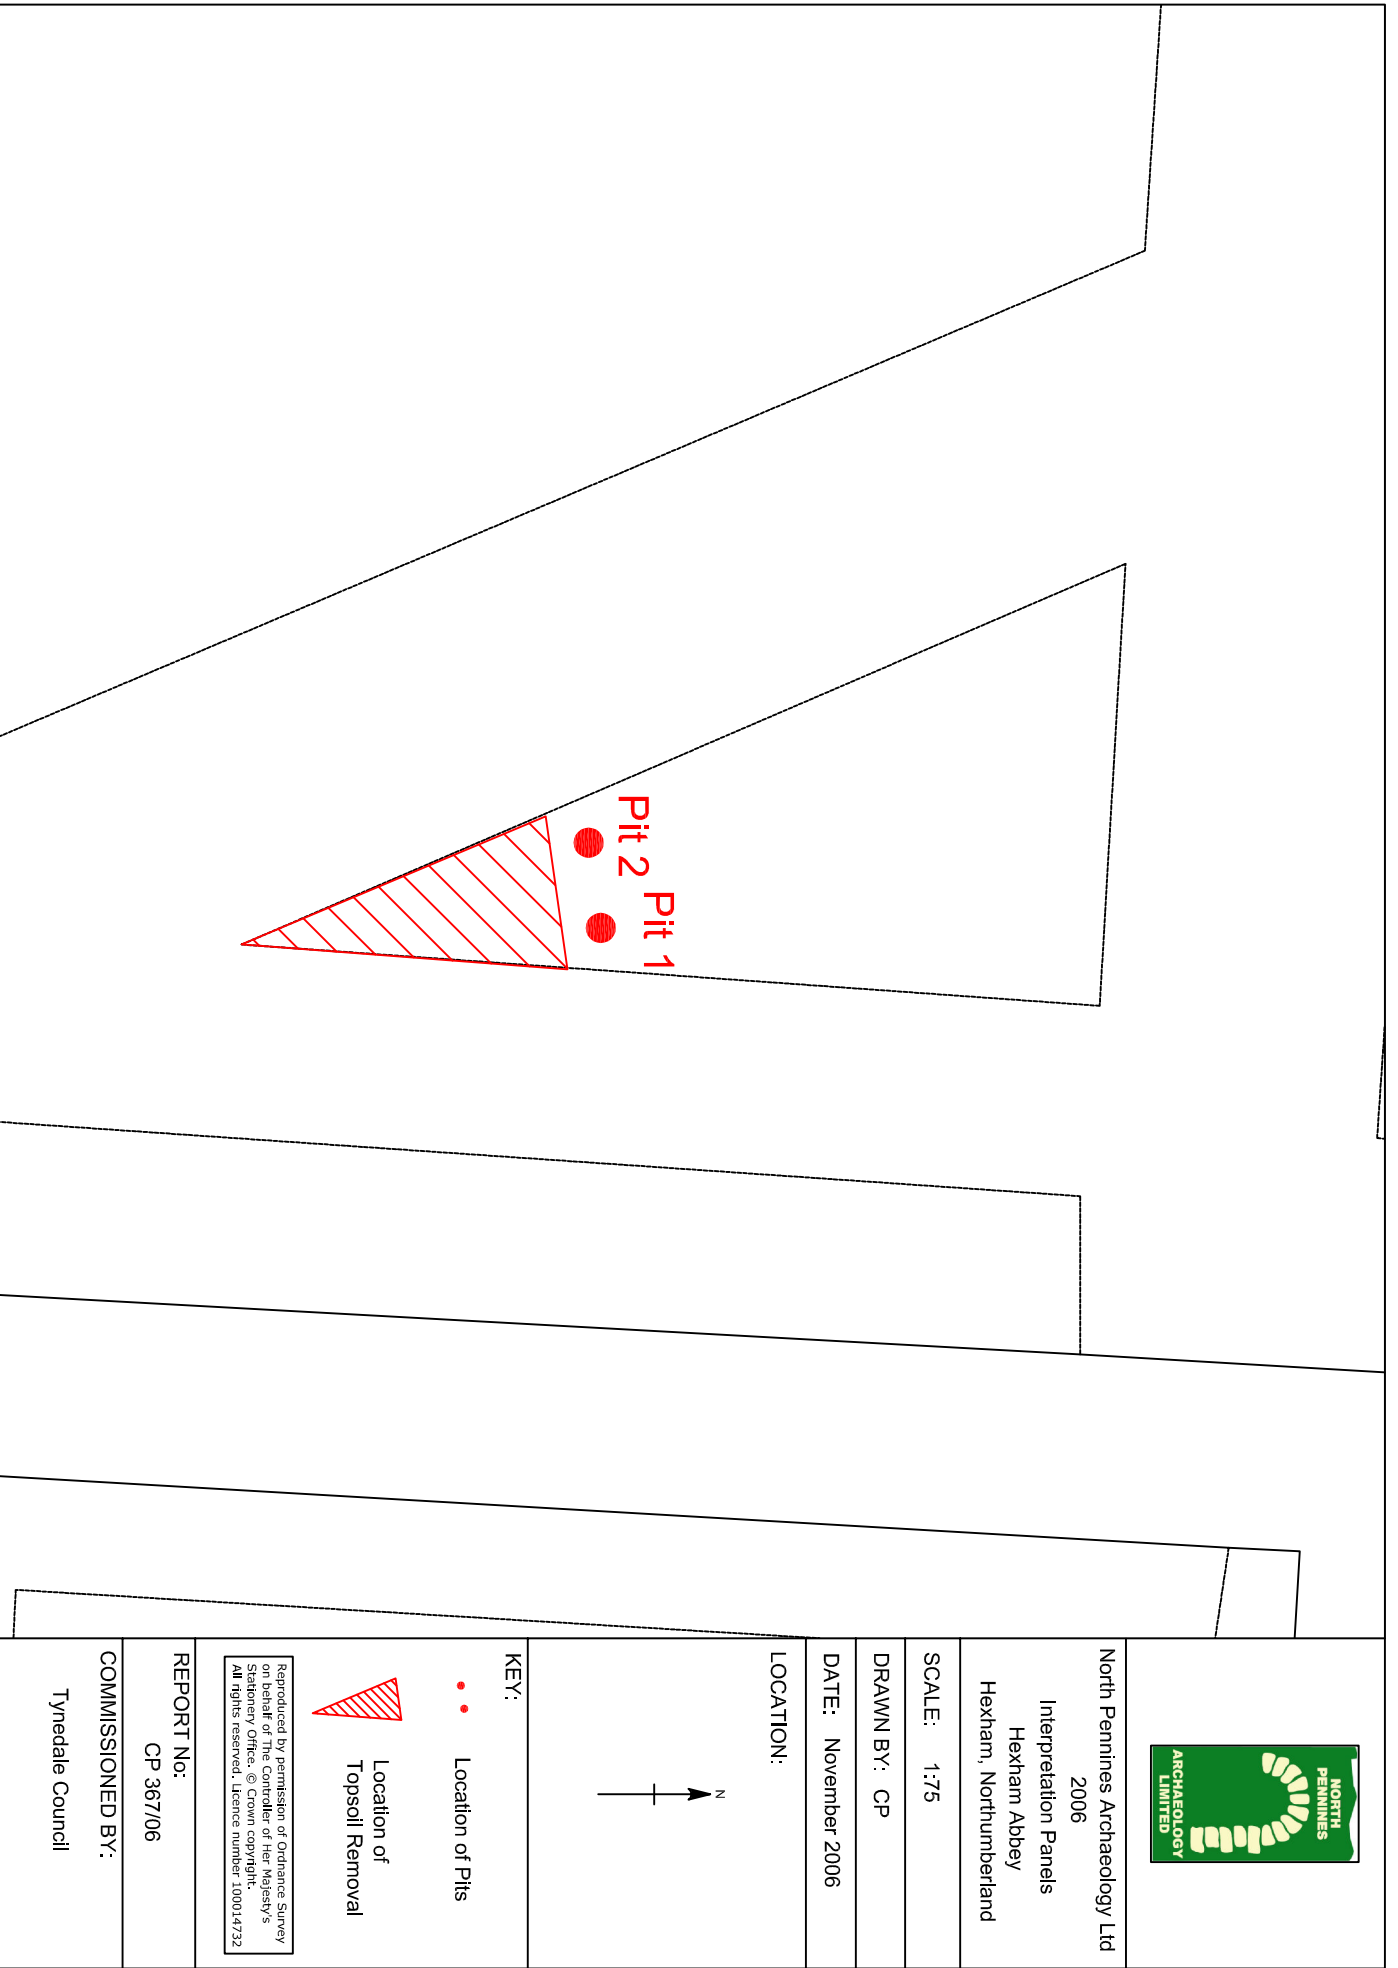 Pit 2
Pit 1
NORTH
PENNINES
ARCHAEOLOGY
LIMITED
North Pennines Archaeology Ltd
2006
Interpretation Panels
Hexham Abbey
Hexham, Northumberland
SCALE: 1:75
DRAWN BY: CP
DATE: November 2006
LOCATION:
N
KEY:
Location of Pits
Location of
Topsoil Removal
Reproduced by permission of Ordnance Survey
on behalf of The Controller of Her Majesty's
Stationery Office. © Crown copyright.
All rights reserved. Licence number 100014732
REPORT No:
CP 367/06
COMMISSIONED BY:
Tynedale Council